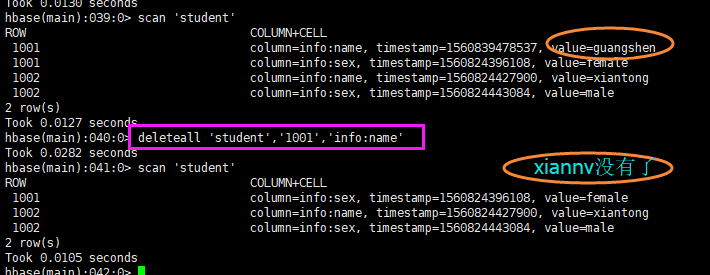 Took 0.0130 seconds
hbase(main):039:0> scan 'student'
ROW COLUMN+CELL
1001 column=info:name, timestamp=1560839478537, value=guangshen
1001 column=info:sex, timestamp=1560824396108, value=female
1002 column=info:name, timestamp=1560824427900, value=xiantong
1002 column=info:sex, timestamp=1560824443084, value=male
2 row(s)
Took 0.0127 seconds
hbase(main):040:0> deleteall 'student','1001','info:name'
Took 0.0282 seconds
hbase(main):041:0> scan 'student'
xiannv没有了
ROW COLUMN+CELL
1001 column=info:sex, timestamp=1560824396108, value=female
1002 column=info:name, timestamp=1560824427900, value=xiantong
1002 column=info:sex, timestamp=1560824443084, value=male
2 row(s)
Took 0.0105 seconds
hbase(main):042:0>